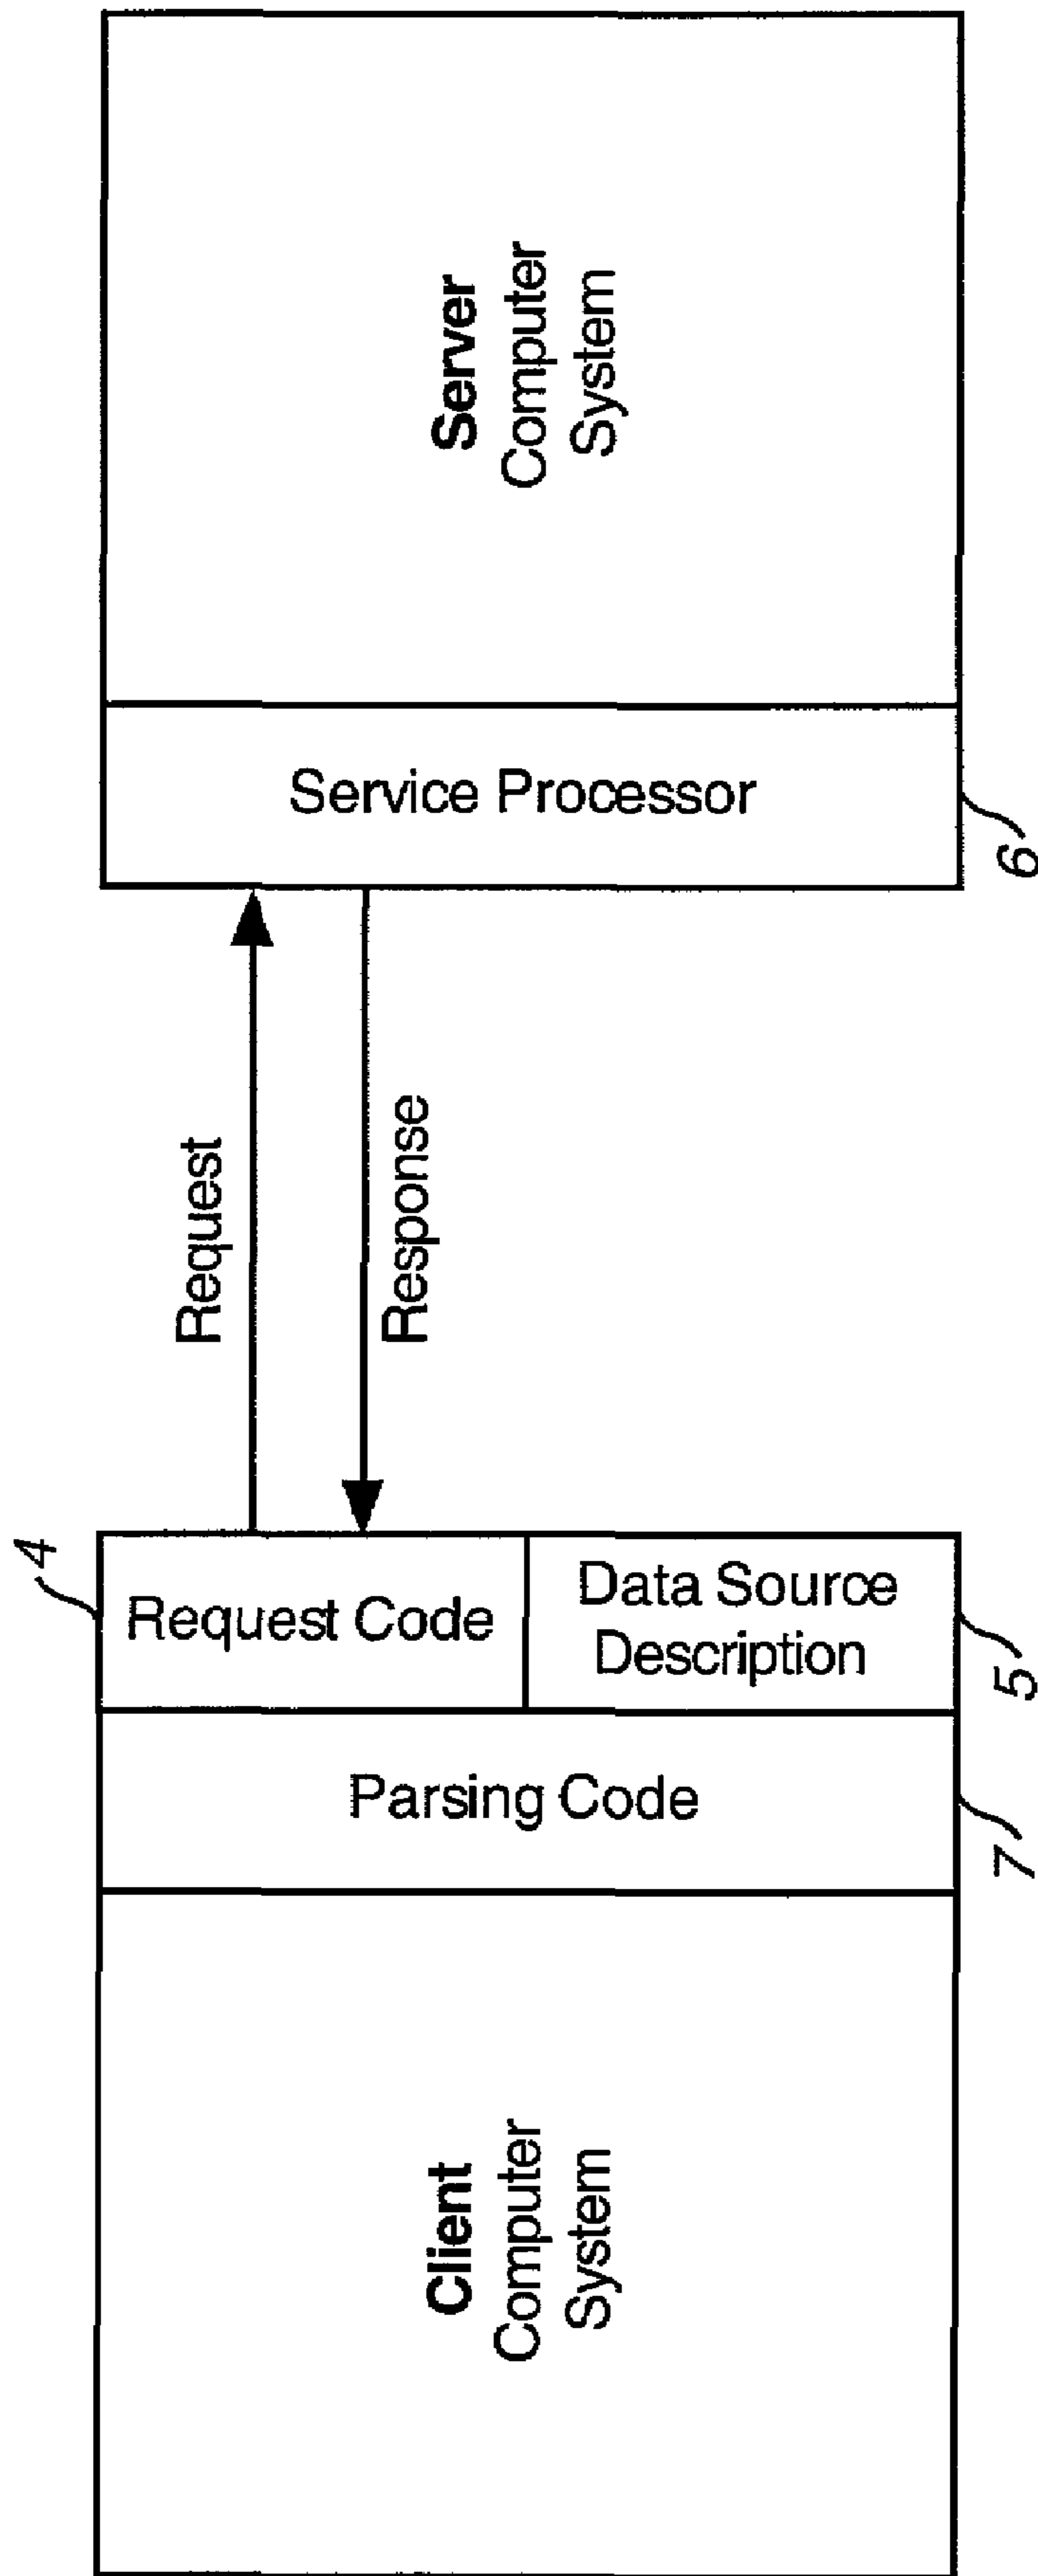 Server
Computer
System
Service Processor
6
Request
Response
4
Request Code
Data Source
Description
5
Parsing Code
7
Client
Computer
System